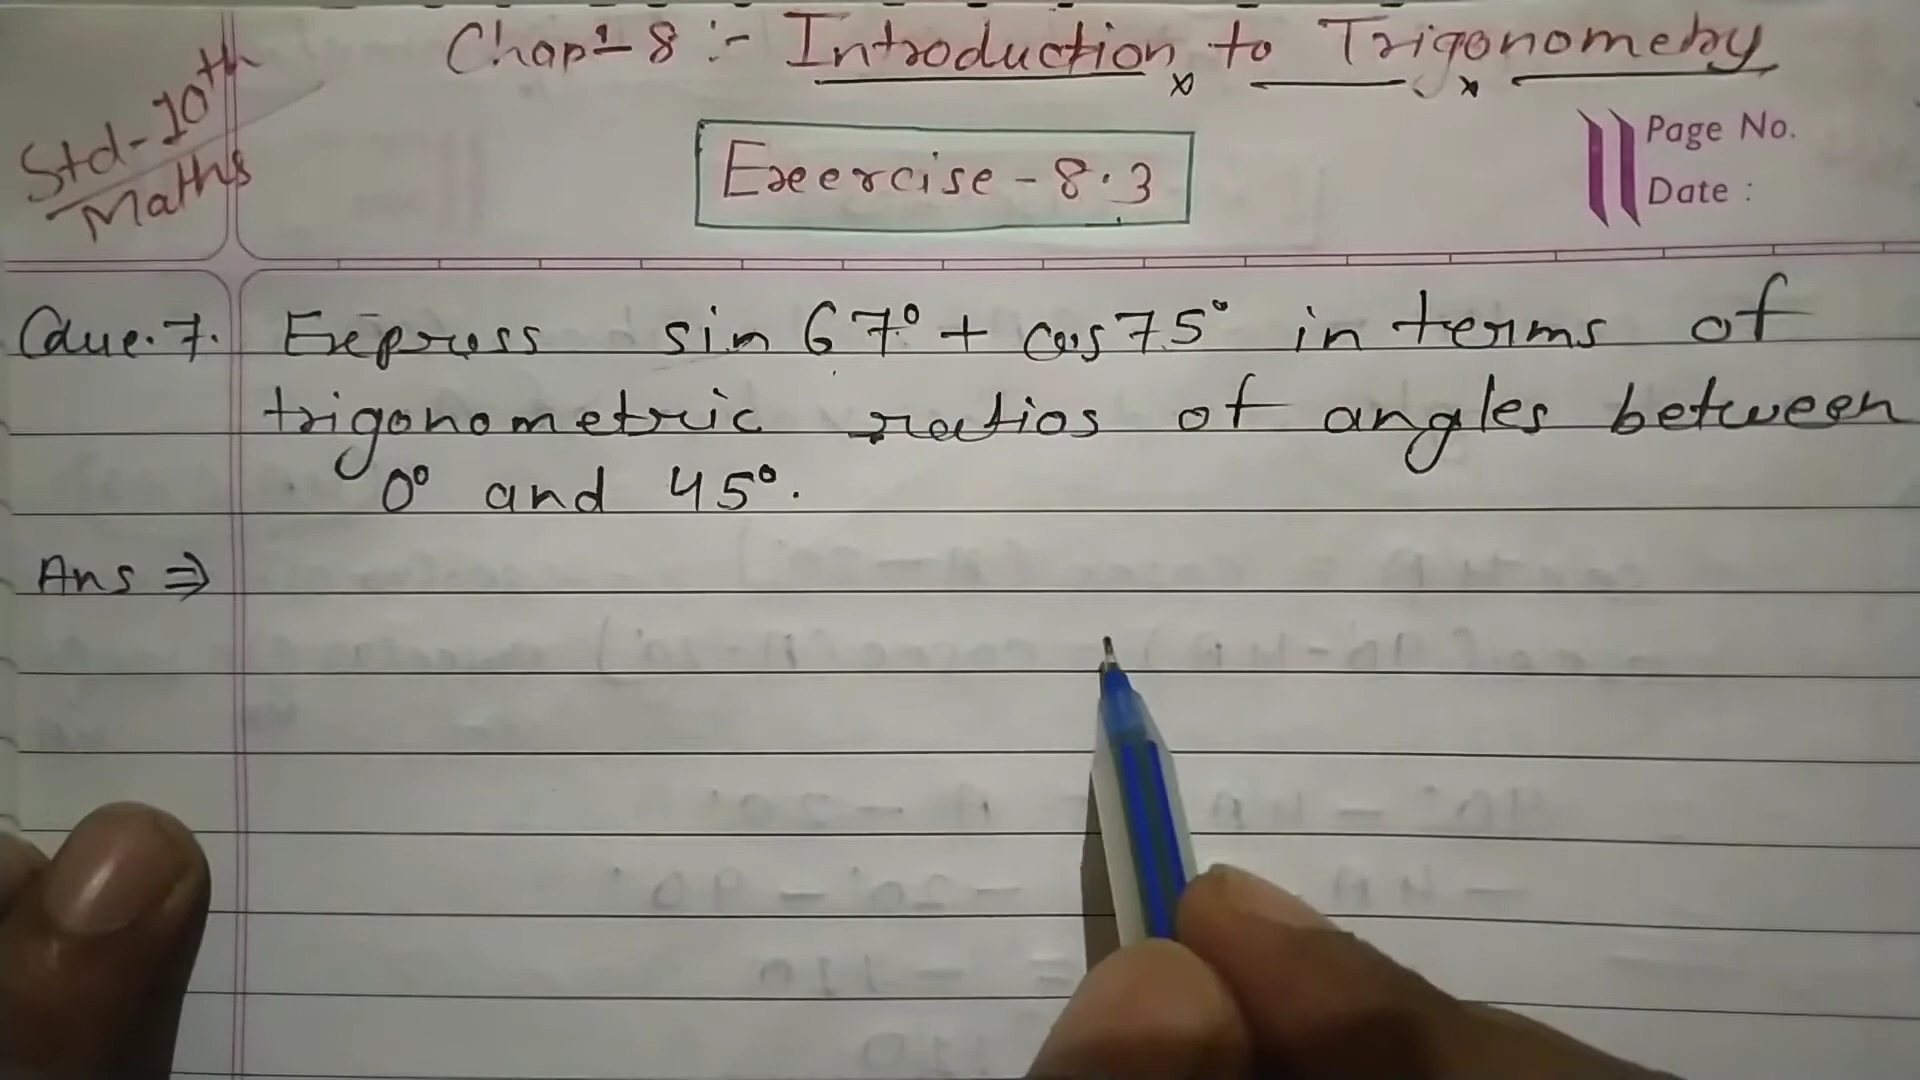 Chap-8 :- Introduction to Trigonometry
Std-10th
Maths
Exercise - 8.3
Page No.
Date :
Que.7. Express sin 67° + cos 75° in terms of
trigonometric ratios of angles between
0° and 45°.
Ans ⇒